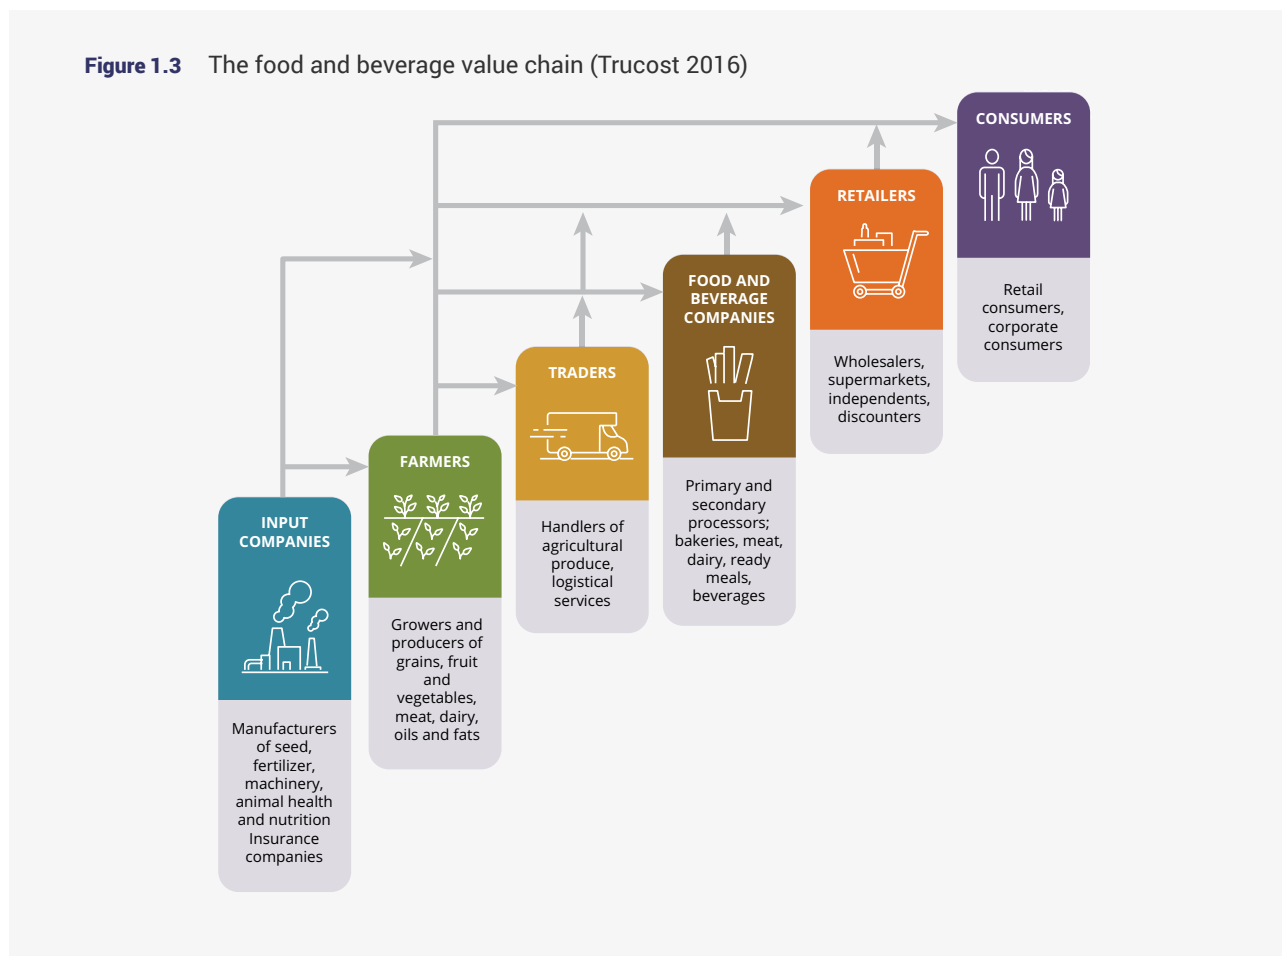 Figure 1.3 The food and beverage value chain (Trucost 2016)
CONSUMERS
Retail
consumers,
corporate
consumers
RETAILERS
Wholesalers,
supermarkets,
independents,
discounters
FOOD AND
BEVERAGE
COMPANIES
Primary and
secondary
processors;
bakeries, meat,
dairy, ready
meals,
beverages
TRADERS
Handlers of
agricultural
produce,
logistical
services
FARMERS
Growers and
producers of
grains, fruit
and
vegetables,
meat, dairy,
oils and fats
INPUT
COMPANIES
Manufacturers
of seed,
fertilizer,
machinery,
animal health
and nutrition
Insurance
companies